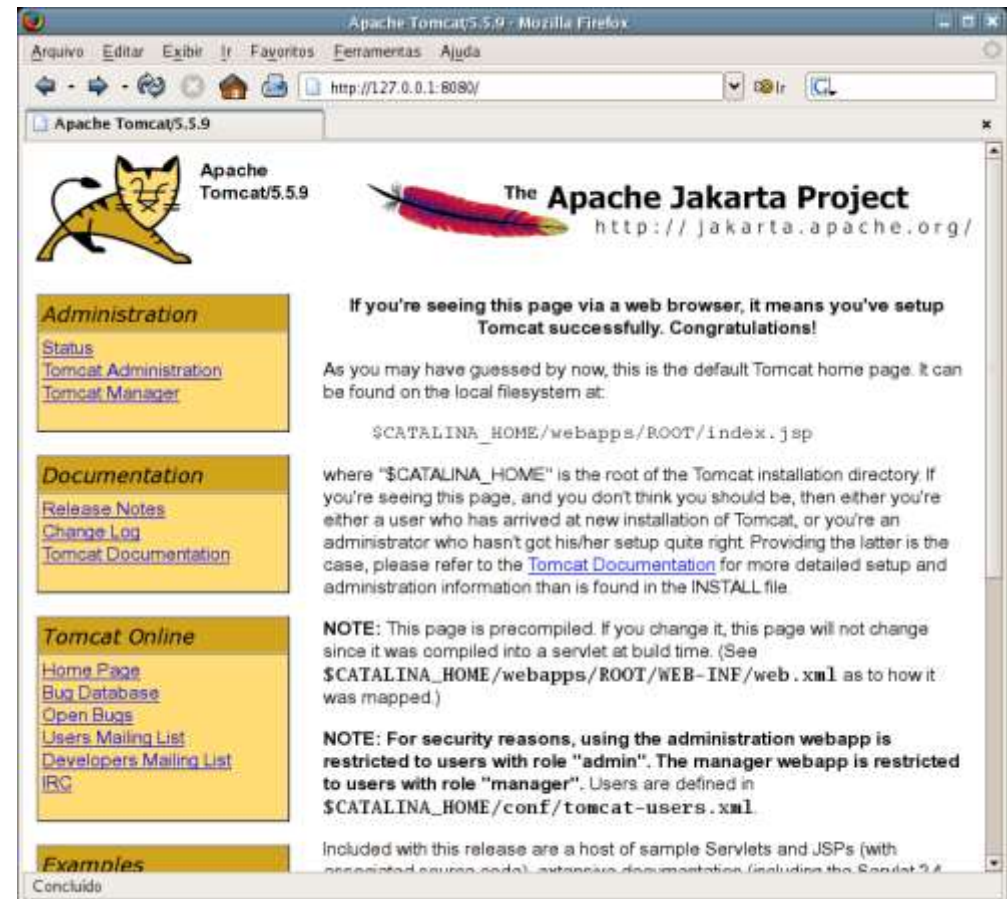 Apache Tomcat/5.5.9 - Mozilla Firefox
Arquivo Editar Exibir Ir Favoritos Ferramentas Ajuda
http://127.0.0.1:8080/ Ir
Apache Tomcat/5.5.9
Apache
Tomcat/5.5.9
The Apache Jakarta Project
http://jakarta.apache.org/
Administration
Status
Tomcat Administration
Tomcat Manager
Documentation
Release Notes
Change Log
Tomcat Documentation
Tomcat Online
Home Page
Bug Database
Open Bugs
Users Mailing List
Developers Mailing List
IRC
Examples
If you're seeing this page via a web browser, it means you've setup
Tomcat successfully. Congratulations!
As you may have guessed by now, this is the default Tomcat home page. It can
be found on the local filesystem at:
$CATALINA_HOME/webapps/ROOT/index.jsp
where "$CATALINA_HOME" is the root of the Tomcat installation directory. If
you're seeing this page, and you don't think you should be, then either you're
either a user who has arrived at new installation of Tomcat, or you're an
administrator who hasn't got his/her setup quite right. Providing the latter is the
case, please refer to the Tomcat Documentation for more detailed setup and
administration information than is found in the INSTALL file.
NOTE: This page is precompiled. If you change it, this page will not change
since it was compiled into a servlet at build time. (See
$CATALINA_HOME/webapps/ROOT/WEB-INF/web.xml as to how it
was mapped.)
NOTE: For security reasons, using the administration webapp is
restricted to users with role "admin". The manager webapp is restricted
to users with role "manager". Users are defined in
$CATALINA_HOME/conf/tomcat-users.xml.
Included with this release are a host of sample Servlets and JSPs (with
associated source code), extensive documentation (including the Servlet 2.4
Concluído